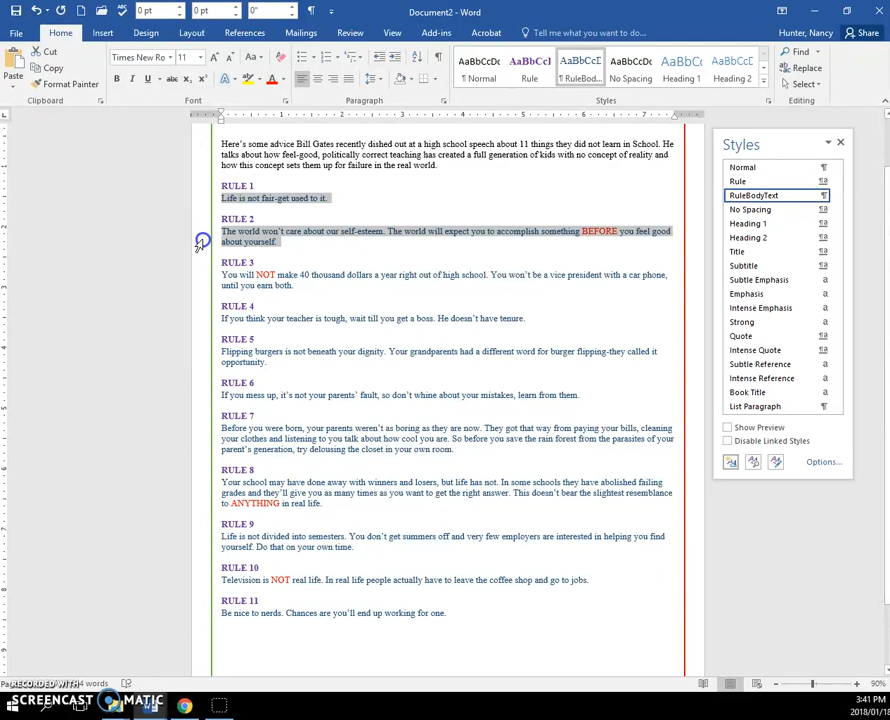 0 pt
0 pt
0"
Document2 - Word
File
Home
Insert
Design
Layout
References
Mailings
Review
View
Add-ins
Acrobat
Tell me what you want to do
Hunter, Nancy
Share
Paste
Cut
Copy
Format Painter
Clipboard
Times New Ro
11
Font
Paragraph
AaBbCcDc
¶ Normal
AaBbCcI
Rule
AaBbCcDc
¶ RuleBod...
AaBbCcDc
No Spacing
AaBbCc
Heading 1
AaBbCcD
Heading 2
Styles
Find
Replace
Select
Editing
Here's some advice Bill Gates recently dished out at a high school speech about 11 things they did not learn in School. He
talks about how feel-good, politically correct teaching has created a full generation of kids with no concept of reality and
how this concept sets them up for failure in the real world.
RULE 1
Life is not fair-get used to it.
RULE 2
The world won't care about our self-esteem. The world will expect you to accomplish something BEFORE you feel good
about yourself.
RULE 3
You will NOT make 40 thousand dollars a year right out of high school. You won't be a vice president with a car phone,
until you earn both.
RULE 4
If you think your teacher is tough, wait till you get a boss. He doesn't have tenure.
RULE 5
Flipping burgers is not beneath your dignity. Your grandparents had a different word for burger flipping-they called it
opportunity.
RULE 6
If you mess up, it's not your parents' fault, so don't whine about your mistakes, learn from them.
RULE 7
Before you were born, your parents weren't as boring as they are now. They got that way from paying your bills, cleaning
your clothes and listening to you talk about how cool you are. So before you save the rain forest from the parasites of your
parent's generation, try delousing the closet in your own room.
RULE 8
Your school may have done away with winners and losers, but life has not. In some schools they have abolished failing
grades and they'll give you as many times as you want to get the right answer. This doesn't bear the slightest resemblance
to ANYTHING in real life.
RULE 9
Life is not divided into semesters. You don't get summers off and very few employers are interested in helping you find
yourself. Do that on your own time.
RULE 10
Television is NOT real life. In real life people actually have to leave the coffee shop and go to jobs.
RULE 11
Be nice to nerds. Chances are you'll end up working for one.
Styles
Normal
Rule
RuleBodyText
No Spacing
Heading 1
Heading 2
Title
Subtitle
Subtle Emphasis
Emphasis
Intense Emphasis
Strong
Quote
Intense Quote
Subtle Reference
Intense Reference
Book Title
List Paragraph
Show Preview
Disable Linked Styles
Options...
4 words
90%
RECORDED WITH
SCREENCAST MATIC
3:41 PM
2018/01/18